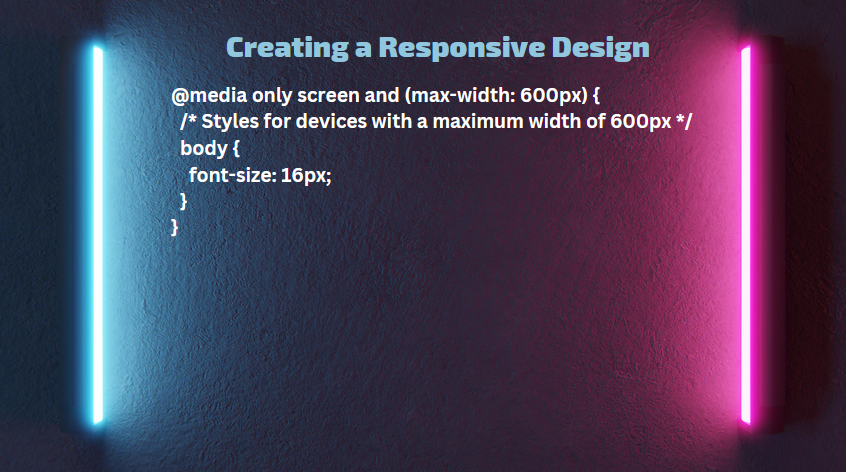 Creating a Responsive Design
@media only screen and (max-width: 600px) {
/* Styles for devices with a maximum width of 600px */
body {
font-size: 16px;
}
}